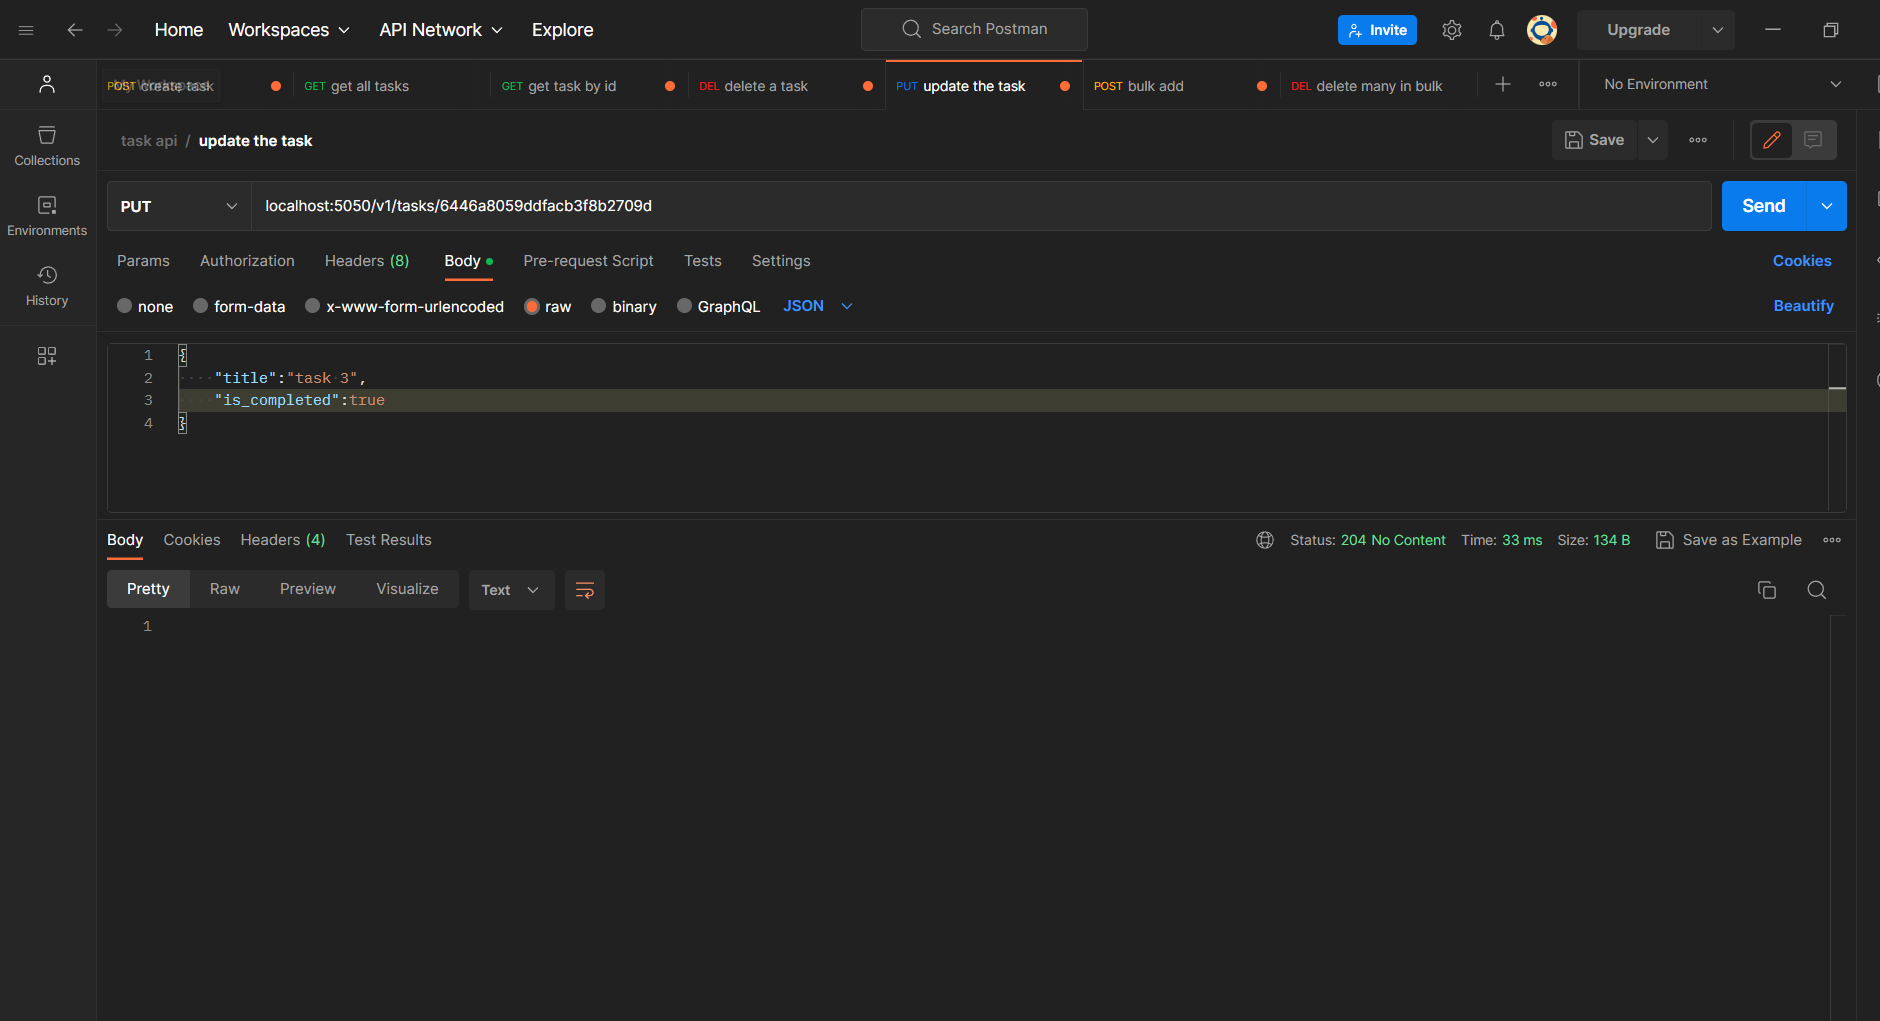 Home Workspaces API Network Explore Search Postman Invite Upgrade
POST create task GET get all tasks GET get task by id DEL delete a task PUT update the task POST bulk add DEL delete many in bulk No Environment
task api / update the task Save
Collections
Environments
History
PUT localhost:5050/v1/tasks/6446a8059ddfacb3f8b2709d Send
Params Authorization Headers (8) Body Pre-request Script Tests Settings Cookies
none form-data x-www-form-urlencoded raw binary GraphQL JSON Beautify
1 {
2 "title":"task 3",
3 "is_completed":true
4 }
Body Cookies Headers (4) Test Results Status: 204 No Content Time: 33 ms Size: 134 B Save as Example
Pretty Raw Preview Visualize Text
1